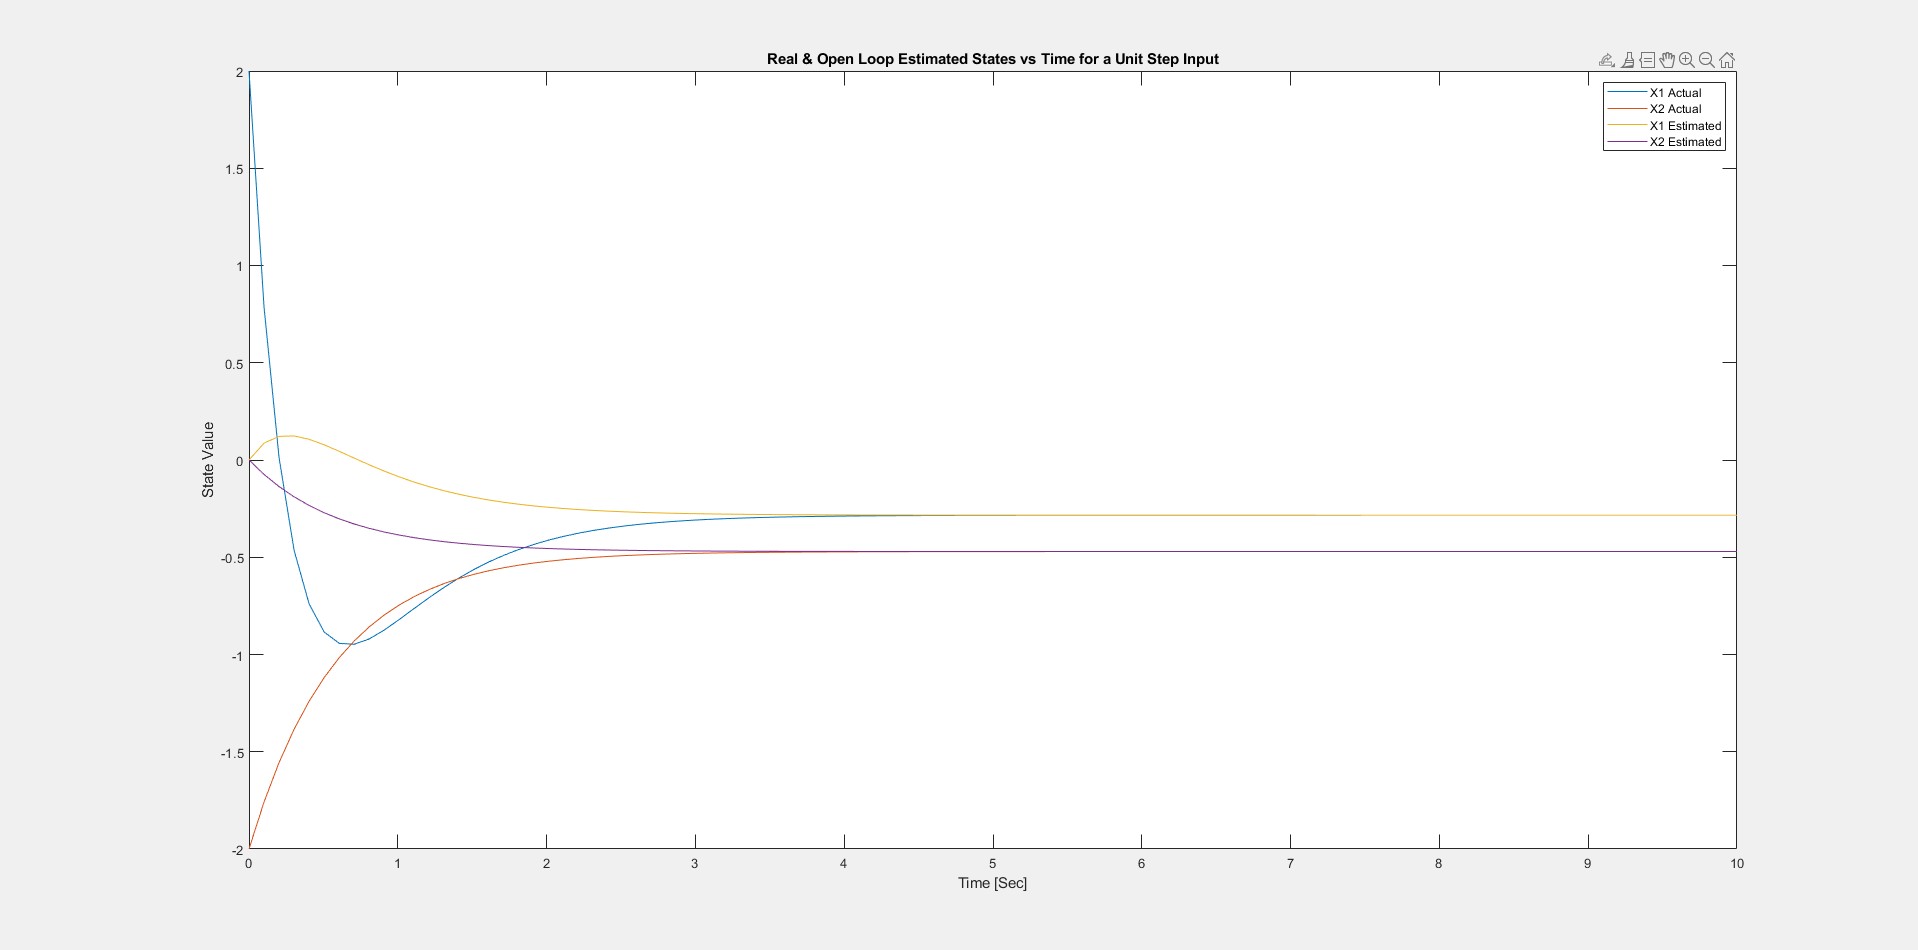 Real & Open Loop Estimated States vs Time for a Unit Step Input
X1 Actual
X2 Actual
X1 Estimated
X2 Estimated
2
1.5
1
0.5
0
-0.5
-1
-1.5
-2
State Value
0 1 2 3 4 5 6 7 8 9 10
Time [Sec]